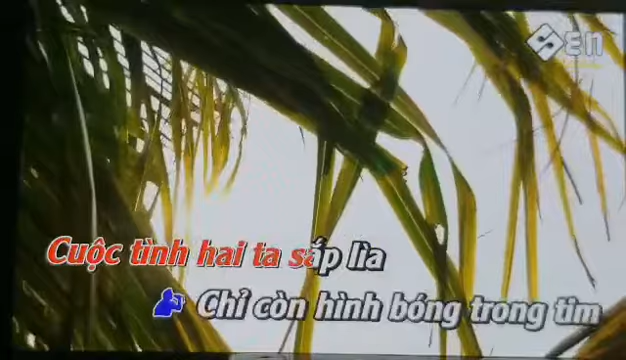 Cuộc tình hai ta sắp lìa
Chỉ còn hình bóng trong tim